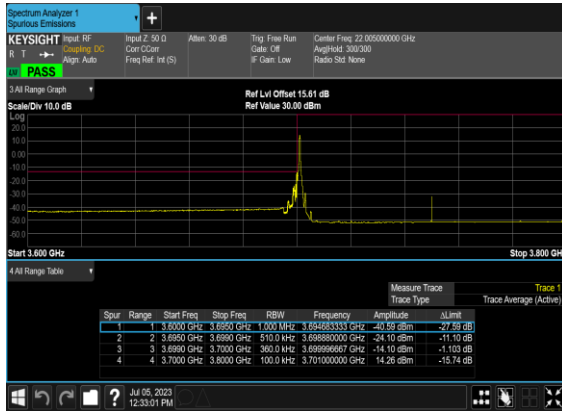 Spectrum Analyzer 1
Spurious Emissions
+
KEYSIGHT Input: RF Input Z: 50 Ω Atten: 30 dB Trig: Free Run Center Freq: 22.005000000 GHz
R T Coupling: DC Corr CCorr Gate: Off Avg|Hold: 300/300
Align: Auto Freq Ref: Int (S) IF Gain: Low Radio Std: None
LW PASS
3 All Range Graph
Ref Lvl Offset 15.61 dB
Scale/Div 10.0 dB Ref Value 30.00 dBm
Log
20.0
10.0
0.00
-10.0
-20.0
-30.0
-40.0
-50.0
-60.0
Start 3.600 GHz Stop 3.800 GHz
4 All Range Table
Measure Trace Trace 1
Trace Type Trace Average (Active)
Spur Range Start Freq Stop Freq RBW Frequency Amplitude ΔLimit
1 1 3.6000 GHz 3.6950 GHz 1.000 MHz 3.694683333 GHz -40.59 dBm -27.59 dB
2 2 3.6950 GHz 3.6990 GHz 510.0 kHz 3.698880000 GHz -24.10 dBm -11.10 dB
3 3 3.6990 GHz 3.7000 GHz 360.0 kHz 3.699996667 GHz -14.10 dBm -1.103 dB
4 4 3.7000 GHz 3.8000 GHz 100.0 kHz 3.701000000 GHz 14.26 dBm -15.74 dB
? Jul 05, 2023
12:33:01 PM